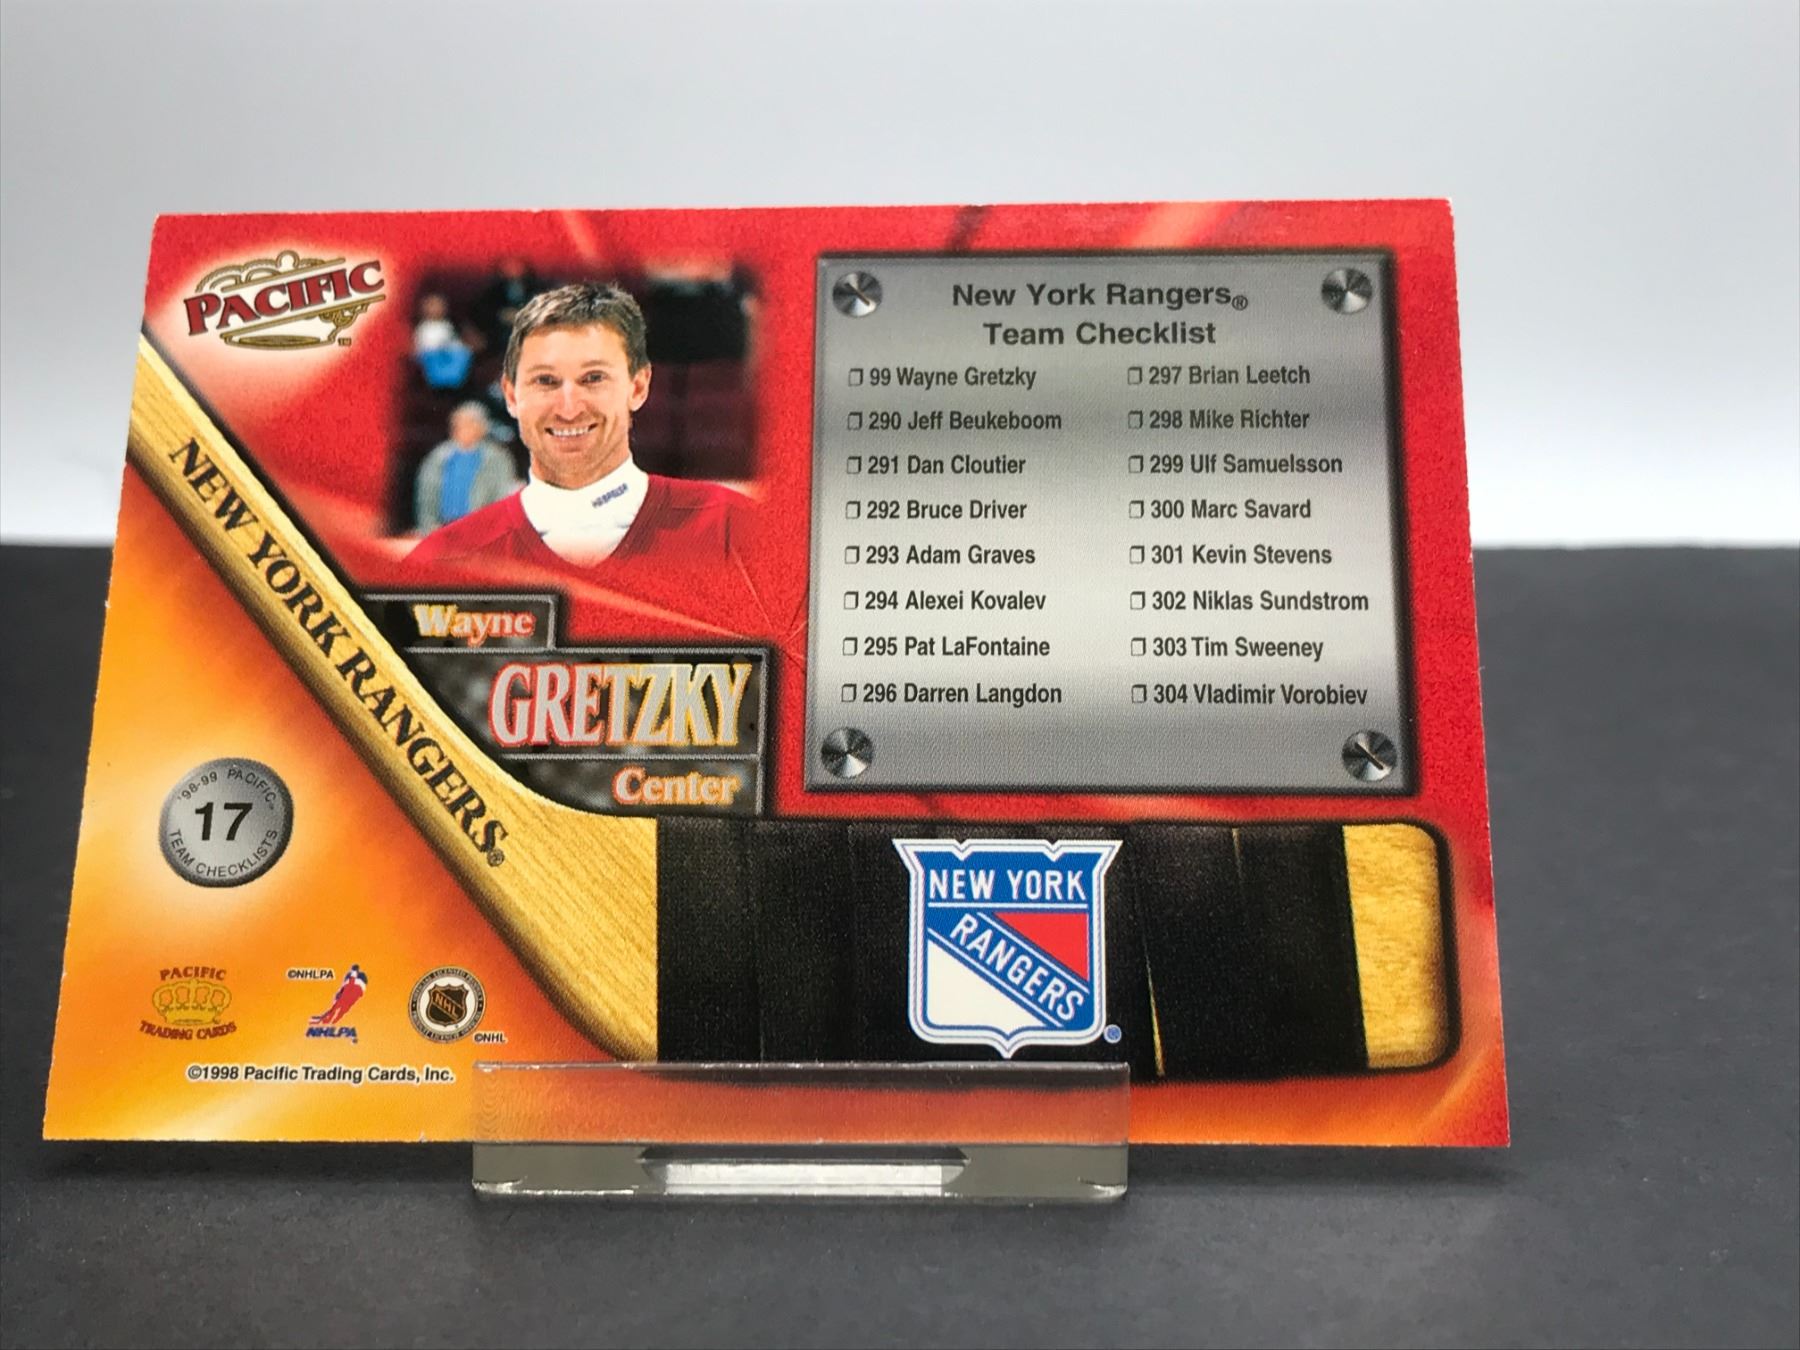 PACIFIC
TM
NEW YORK RANGERS®
Wayne
GRETZKY
Center
'98-99 PACIFIC™
17
TEAM CHECKLISTS
PACIFIC
TRADING CARDS
©NHLPA
NHLPA
NHL
©NHL
©1998 Pacific Trading Cards, Inc.
New York Rangers®
Team Checklist
❒ 99 Wayne Gretzky
❒ 290 Jeff Beukeboom
❒ 291 Dan Cloutier
❒ 292 Bruce Driver
❒ 293 Adam Graves
❒ 294 Alexei Kovalev
❒ 295 Pat LaFontaine
❒ 296 Darren Langdon
❒ 297 Brian Leetch
❒ 298 Mike Richter
❒ 299 Ulf Samuelsson
❒ 300 Marc Savard
❒ 301 Kevin Stevens
❒ 302 Niklas Sundstrom
❒ 303 Tim Sweeney
❒ 304 Vladimir Vorobiev
NEW YORK
RANGERS
®